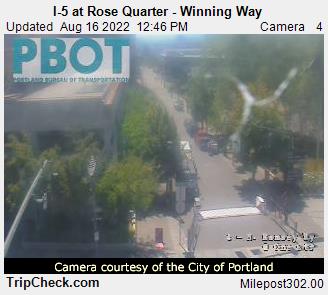 I-5 at Rose Quarter - Winning Way
Updated Aug 16 2022 12:46 PM Camera 4
PBOT
PORTLAND BUREAU OF TRANSPORTATION
Camera courtesy of the City of Portland
TripCheck.com Milepost302.00